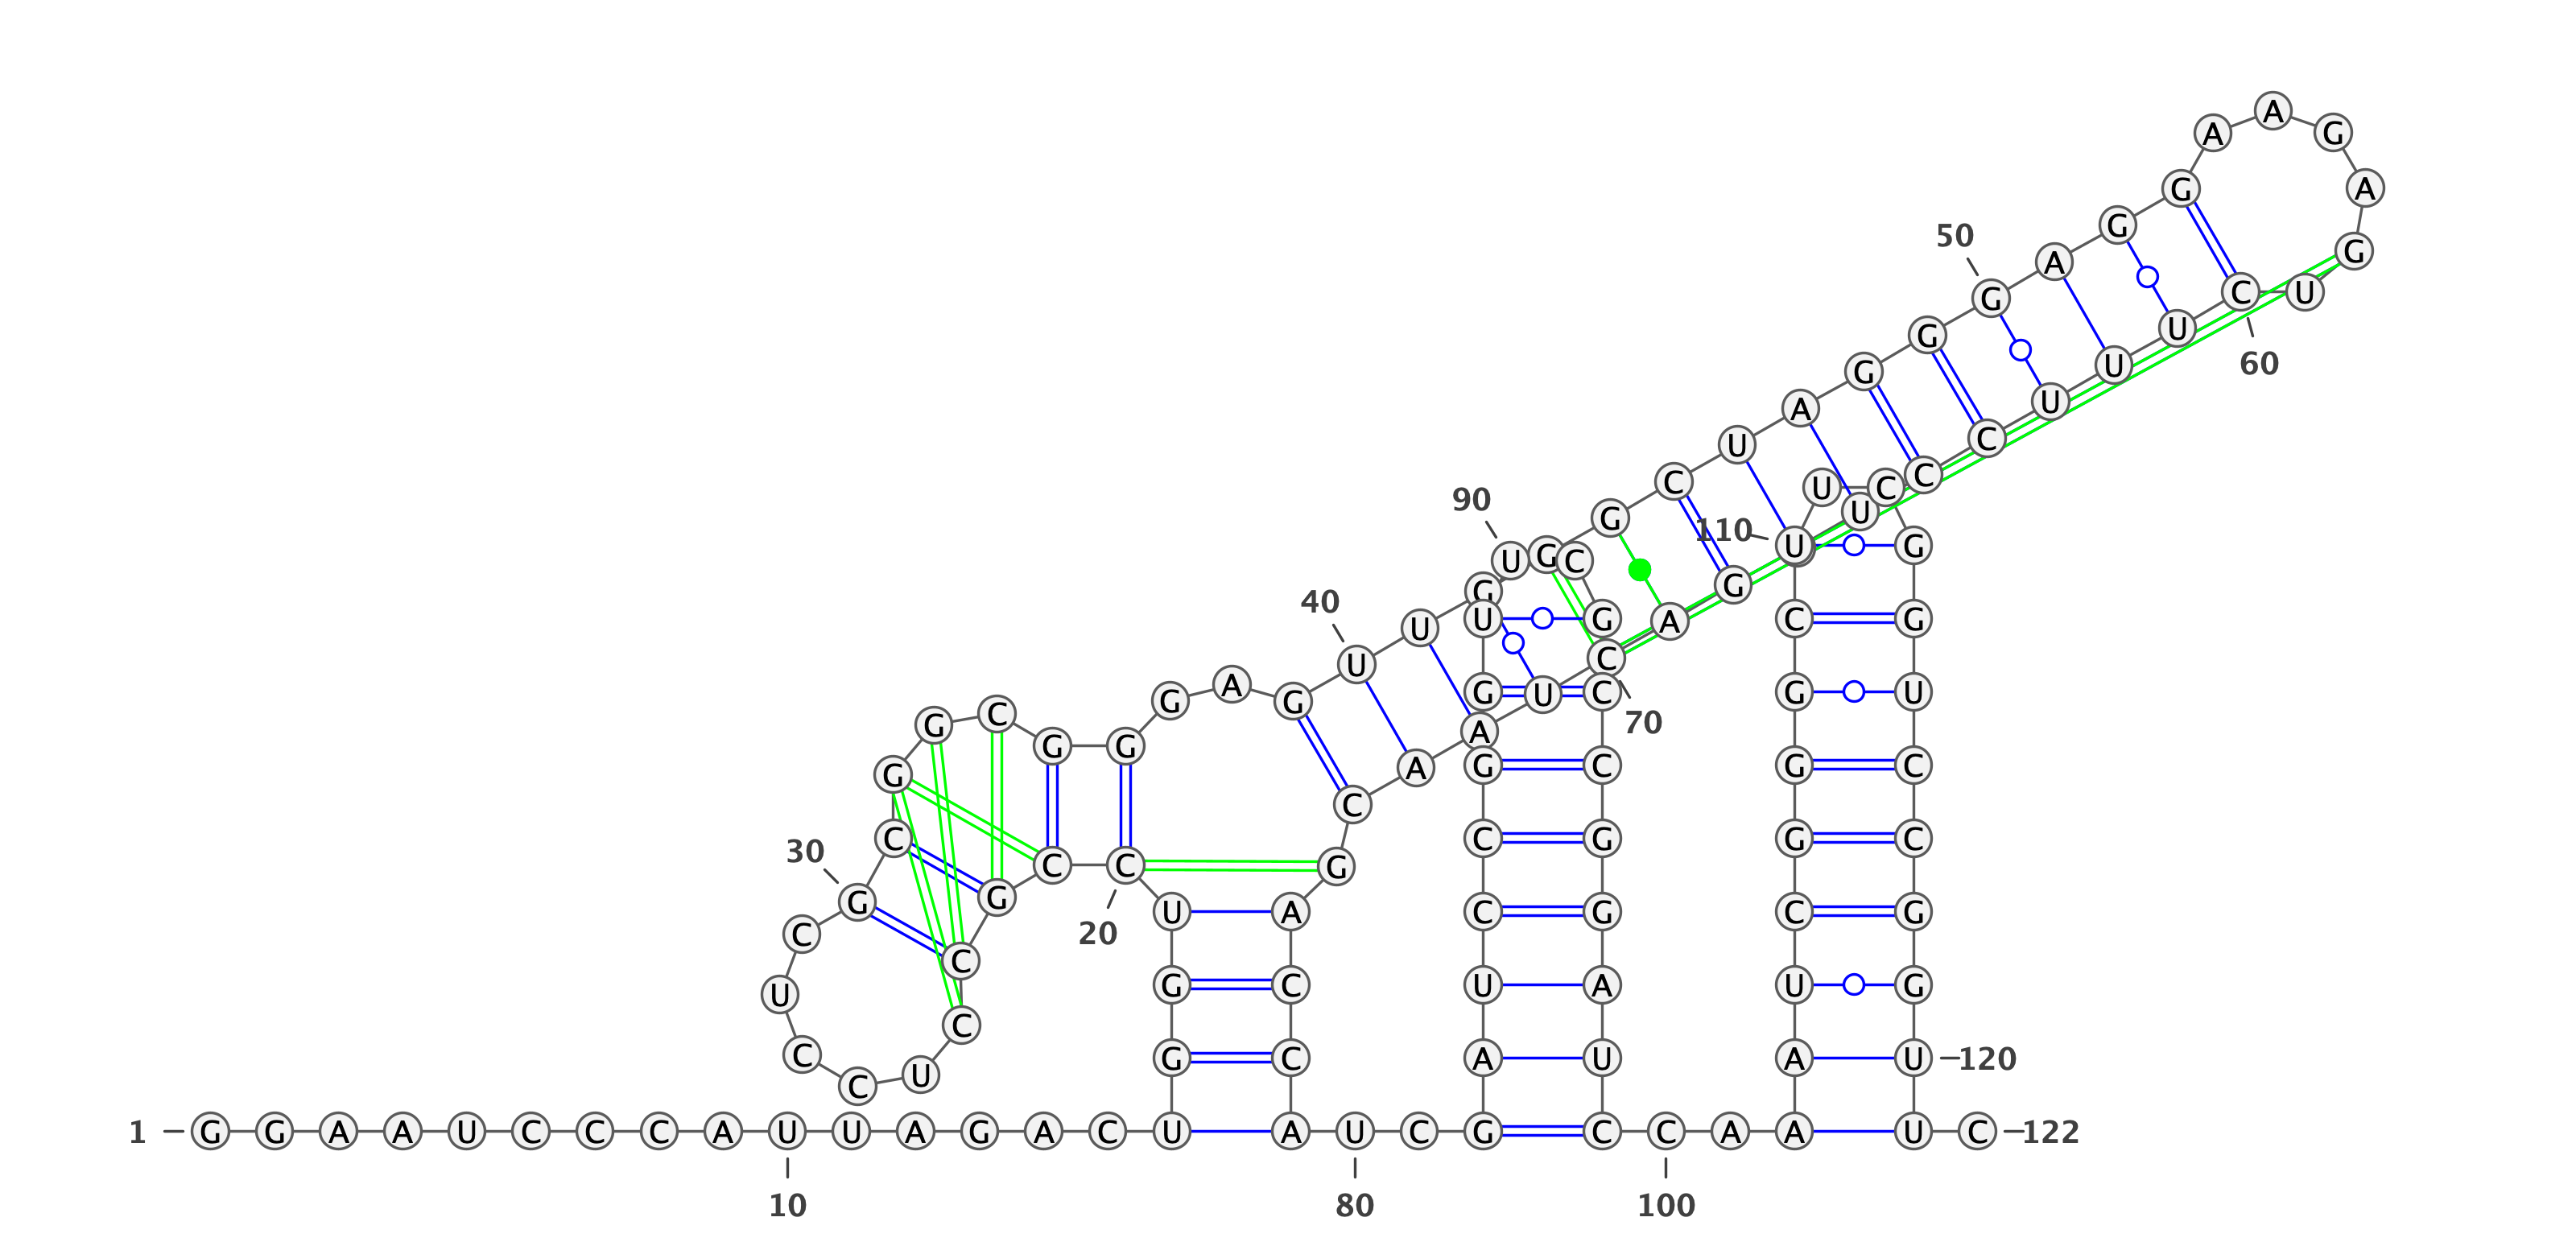 A
A G
G A
G
50
A G
G C U
G U
60
G U
A U
U C
C U C C
90
G U
110
U G C U G
G G
40
U U G A C G
U C
G A G G U C G U
G C 70
A
G G
G A G C G C
C
30 C C G G C
C C G
G G U A C G C G
C 20
C
U G C U A U G
C
C G C A U A U 120
C U
1 G G A A U C C C A U U A G A C U A U C G C C A A U C 122
10 80 100